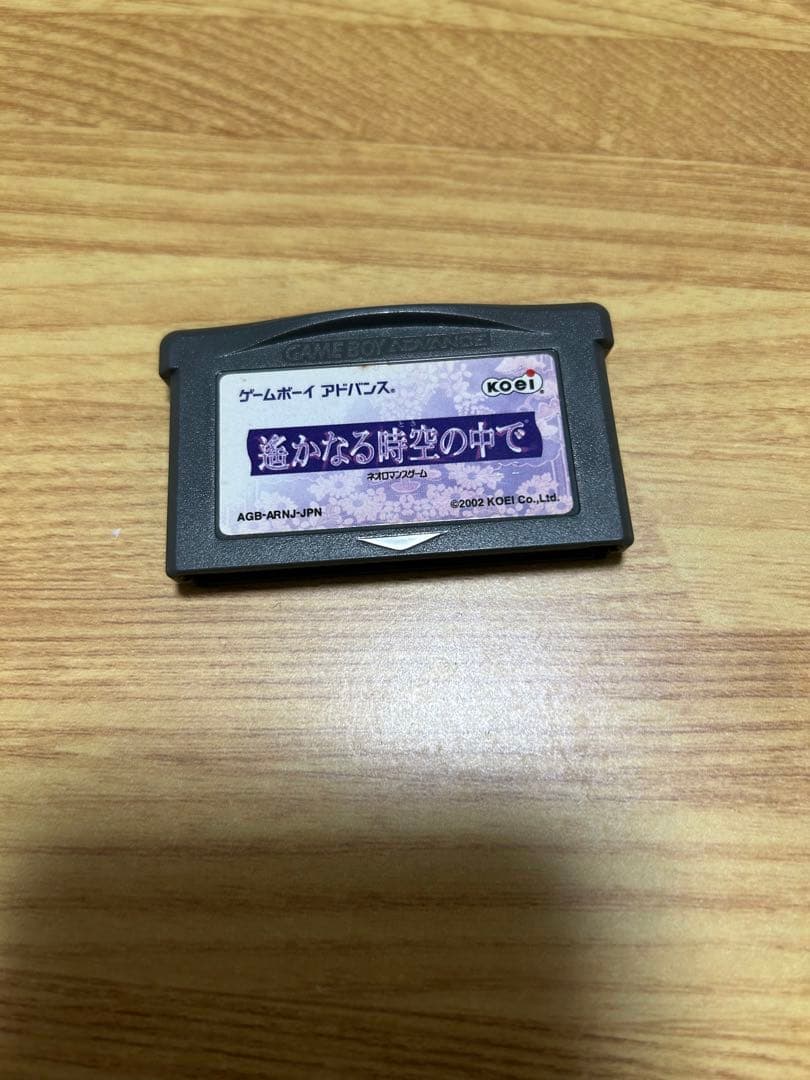 GAME BOY ADVANCE
ゲームボーイ アドバンス®
KOEI®
遙かなる時空の中で
とき
ネオロマンスゲーム
AGB-ARNJ-JPN
©2002 KOEI Co.,Ltd.